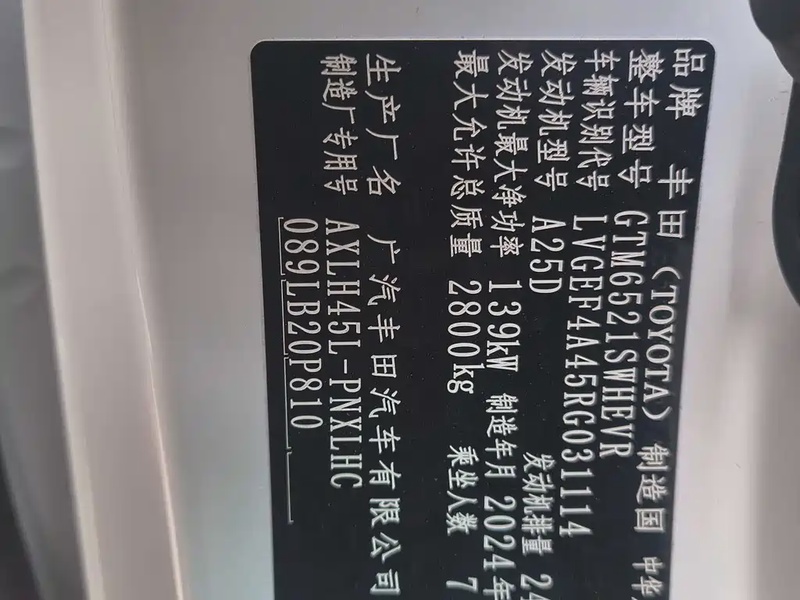 品牌 丰田(TOYOTA) 制造国 中华
整车型号 GTM6521SWHEVR
车辆识别代号 LVGEF4A45RG031114
发动机型号 A25D 发动机排量 24
发动机最大净功率 139kW 制造年月 2024年
最大允许总质量 2800kg 乘坐人数 7
生产厂名 广汽丰田汽车有限公司
制造厂专用号 AXLH45L-PNXLHC
089LB20P810